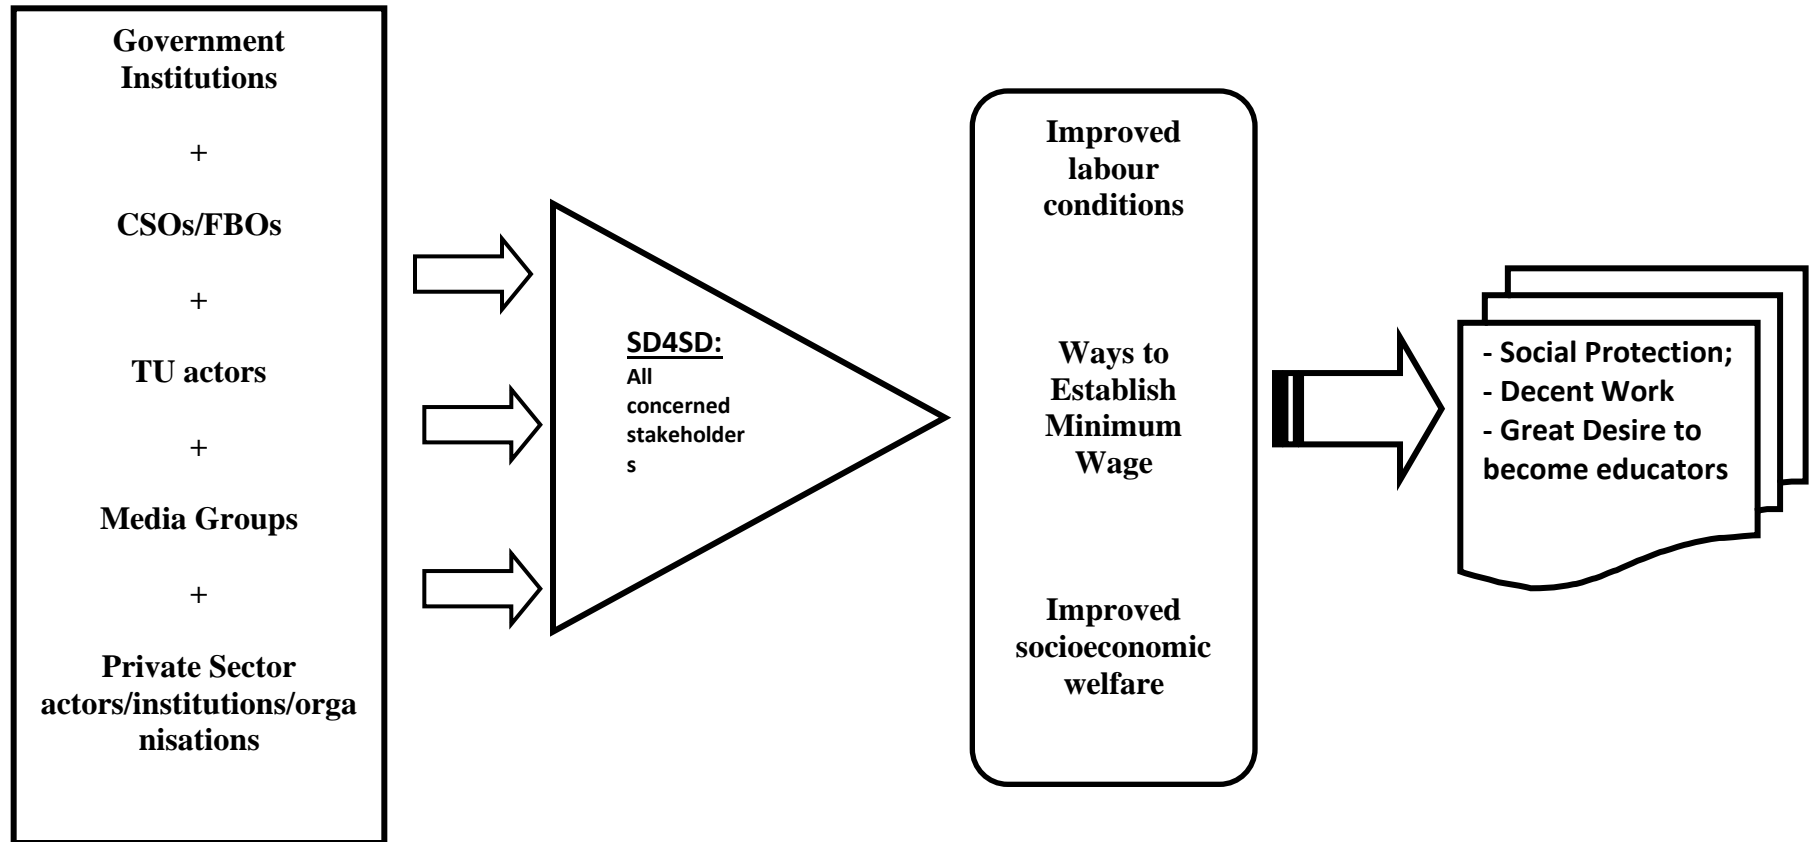 Government
Institutions
+
CSOs/FBOs
+
TU actors
+
Media Groups
+
Private Sector
actors/institutions/orga
nisations
SD4SD:
All
concerned
stakeholder
s
Improved
labour
conditions
Ways to
Establish
Minimum
Wage
Improved
socioeconomic
welfare
- Social Protection;
- Decent Work
- Great Desire to
become educators